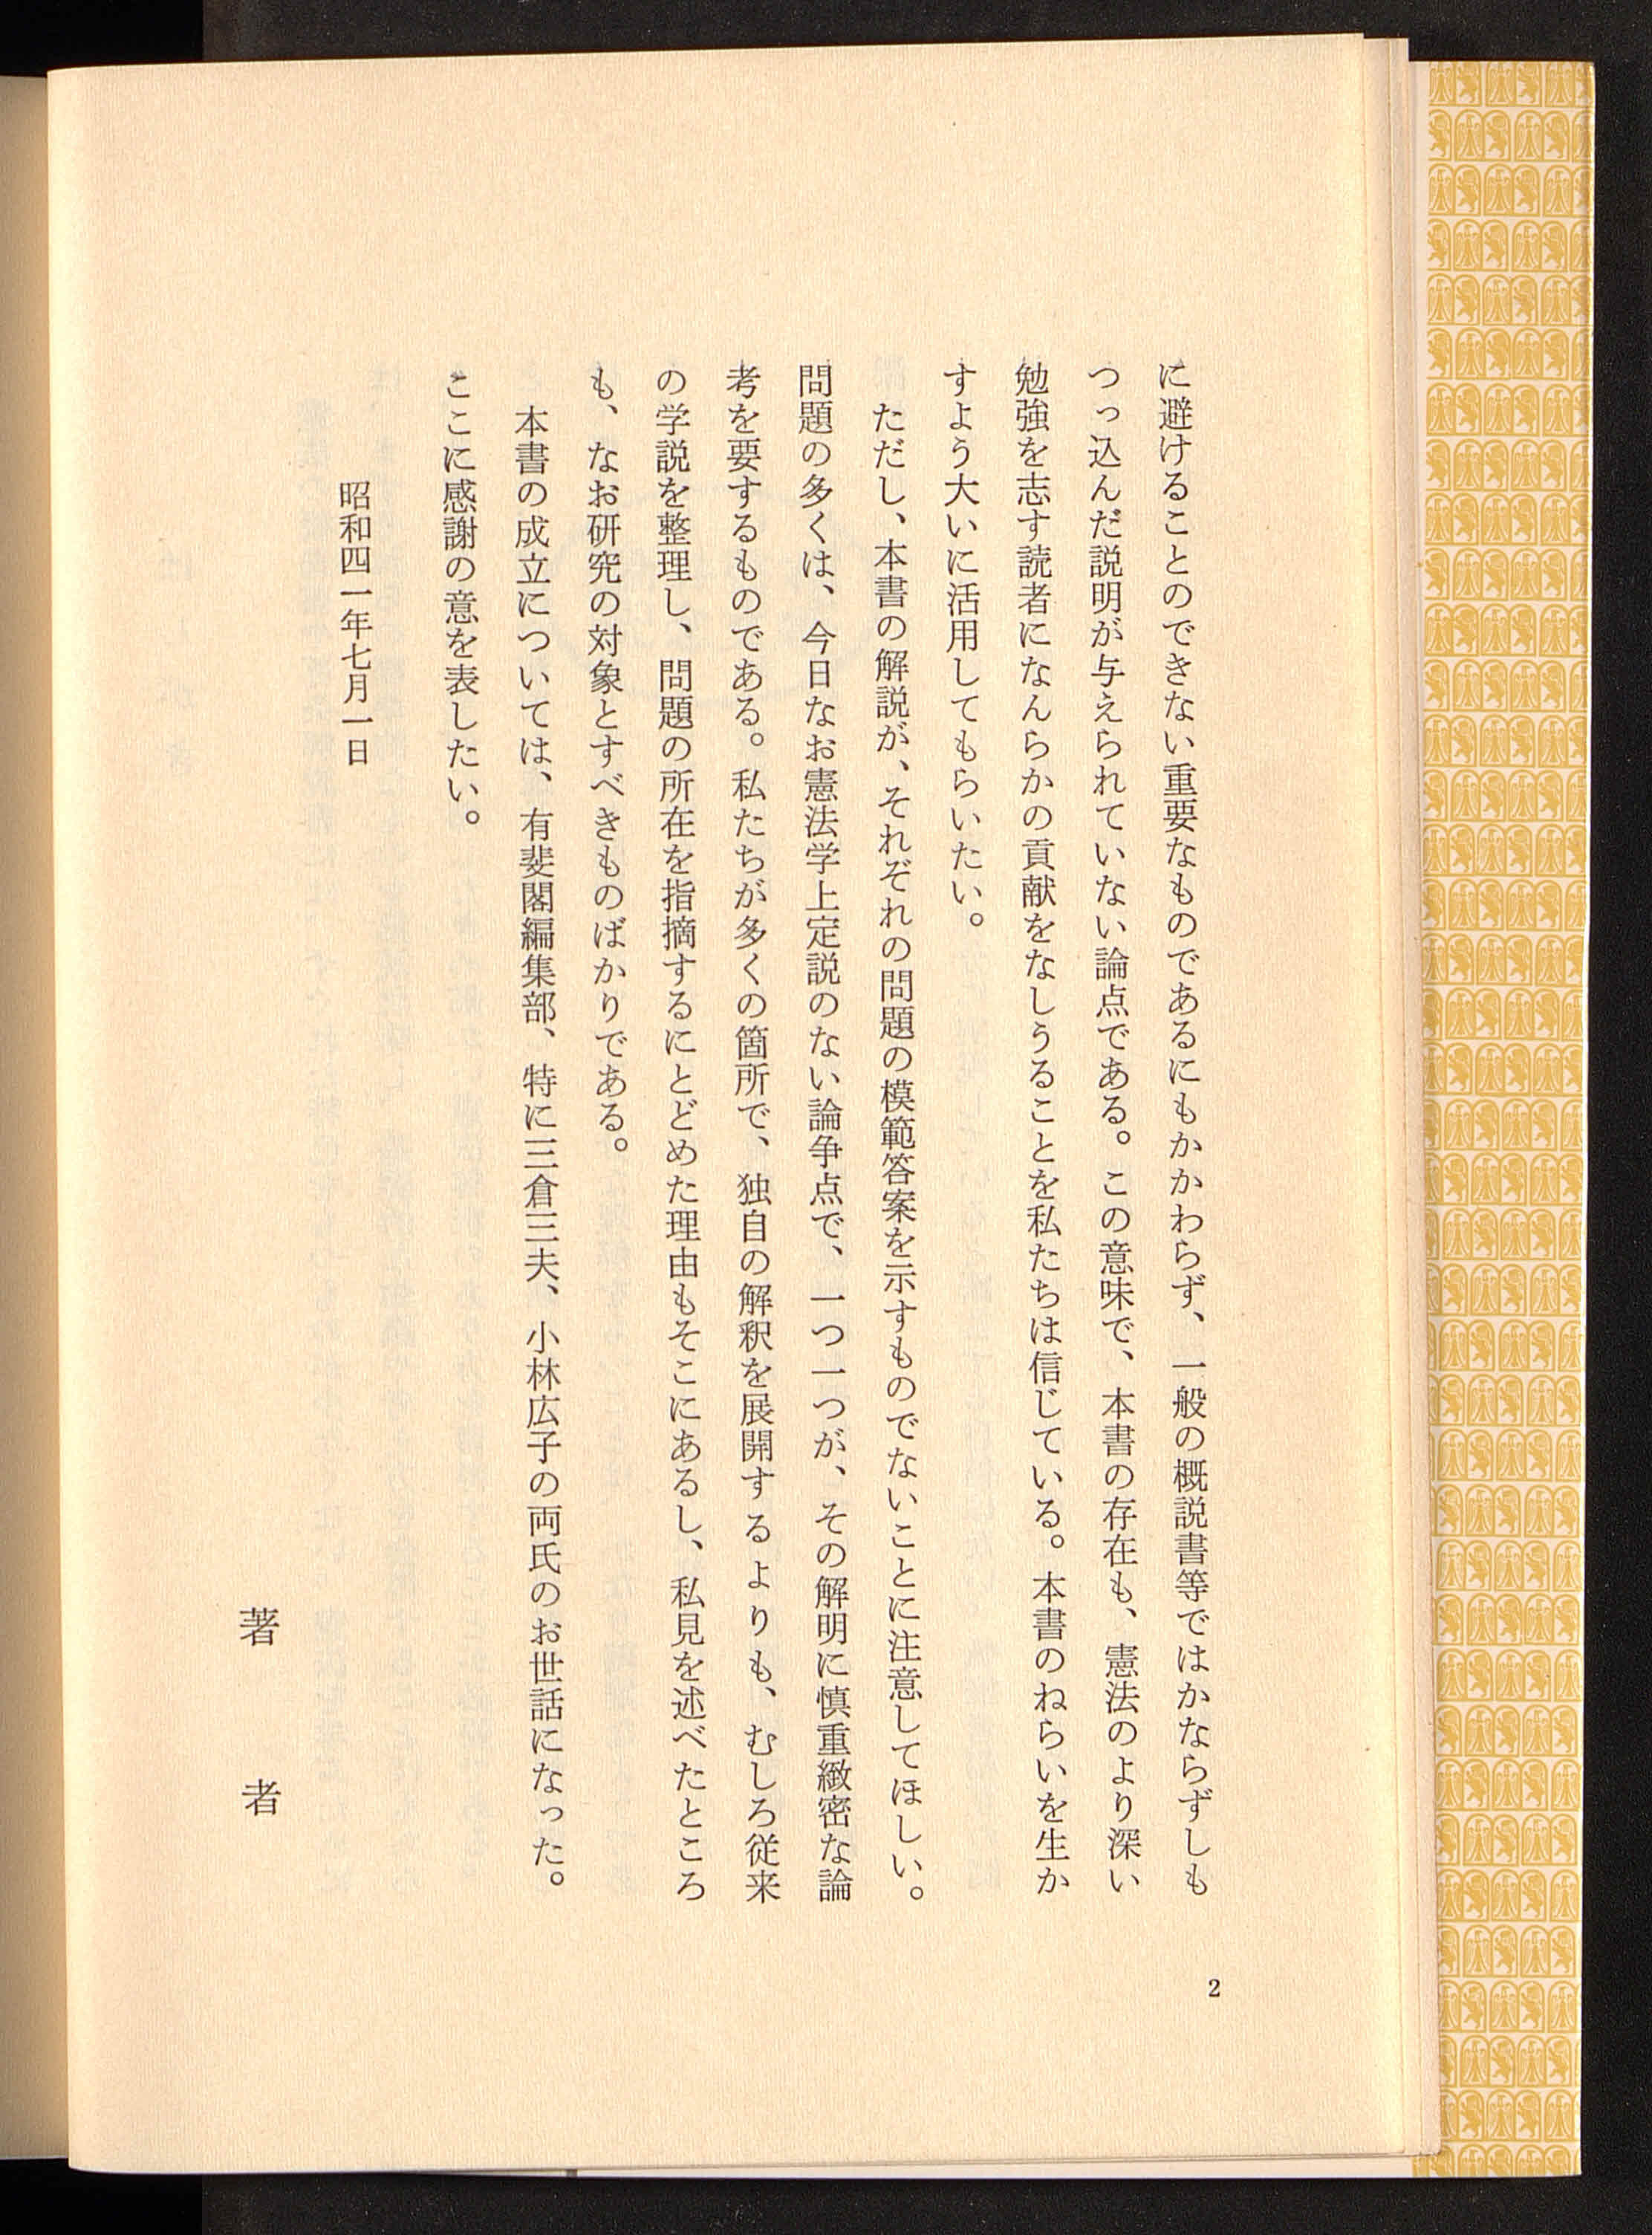 に避けることのできない重要なものであるにもかかわらず、一般の概説書等ではかならずしも
つっ込んだ説明が与えられていない論点である。この意味で、本書の存在も、憲法のより深い
勉強を志す読者になんらかの貢献をなしうることを私たちは信じている。本書のねらいを生か
すよう大いに活用してもらいたい。
ただし、本書の解説が、それぞれの問題の模範答案を示すものでないことに注意してほしい。
問題の多くは、今日なお憲法学上定説のない論争点で、一つ一つが、その解明に慎重緻密な論
考を要するものである。私たちが多くの箇所で、独自の解釈を展開するよりも、むしろ従来
の学説を整理し、問題の所在を指摘するにとどめた理由もそこにあるし、私見を述べたところ
も、なお研究の対象とすべきものばかりである。
本書の成立については、有斐閣編集部、特に三倉三夫、小林広子の両氏のお世話になった。
ここに感謝の意を表したい。
昭和四一年七月一日
著者
2